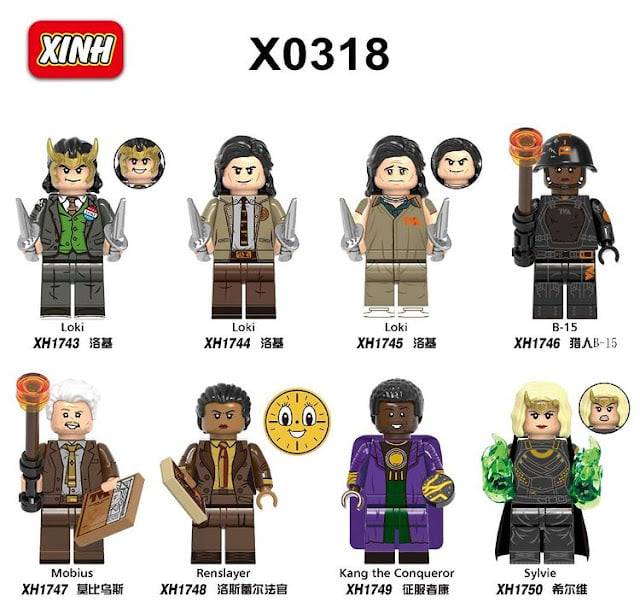 XINH
X0318
Loki
XH1743 洛基
Loki
XH1744 洛基
Loki
XH1745 洛基
TVA
B-15
XH1746 猎人B-15
Mobius
XH1747 莫比乌斯
Renslayer
XH1748 洛斯蕾尔法官
Kang the Conqueror
XH1749 征服者康
Sylvie
XH1750 希尔维